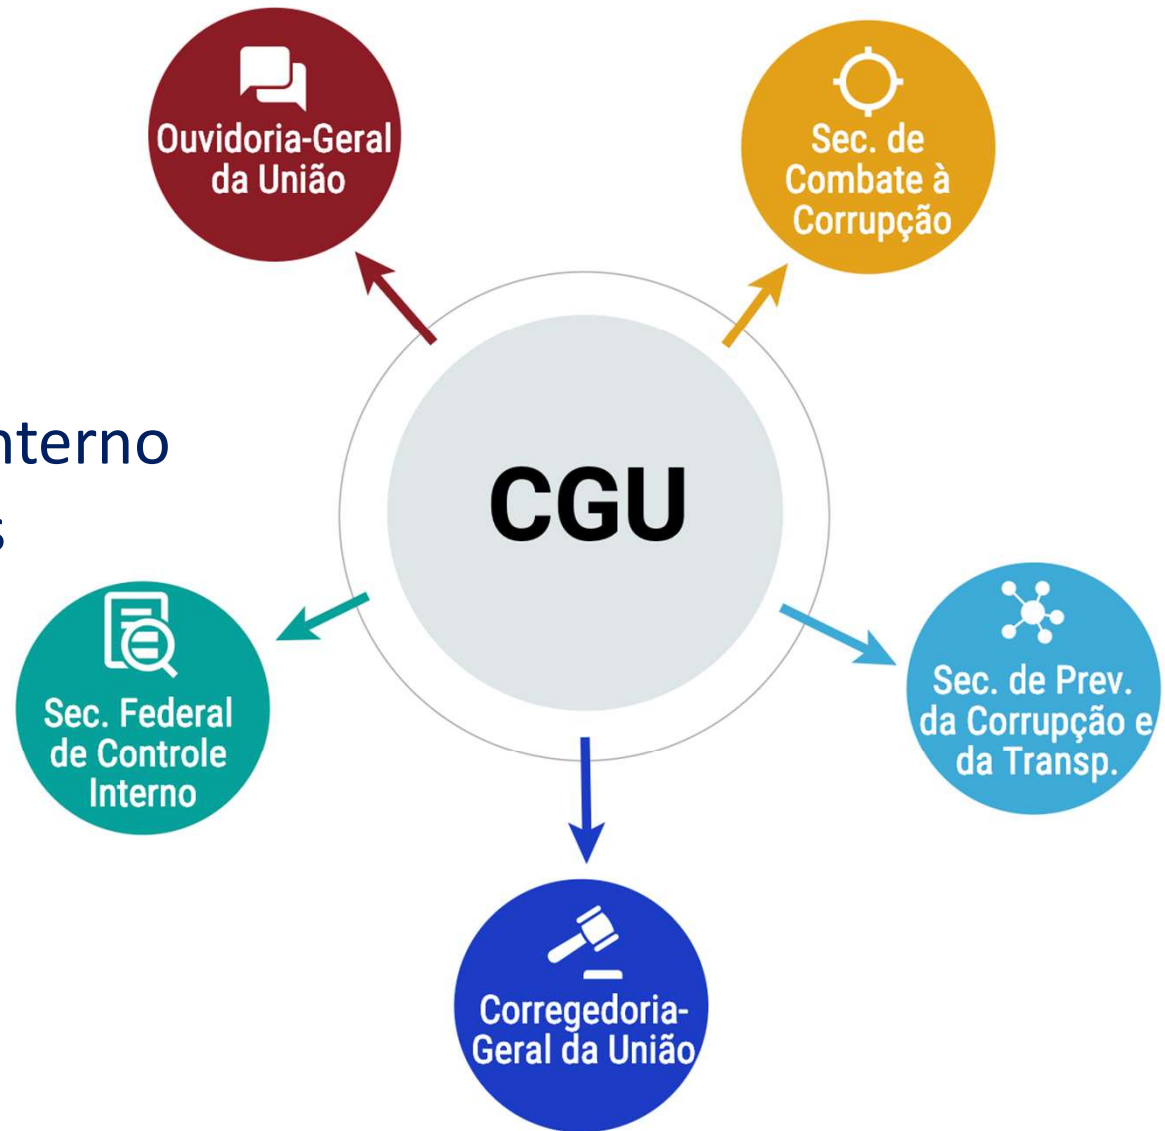 Ouvidoria-Geral
da União
Sec. de
Combate à
Corrupção
CGU
Sec. Federal
de Controle
Interno
Sec. de Prev.
da Corrupção e
da Transp.
Corregedoria-
Geral da União